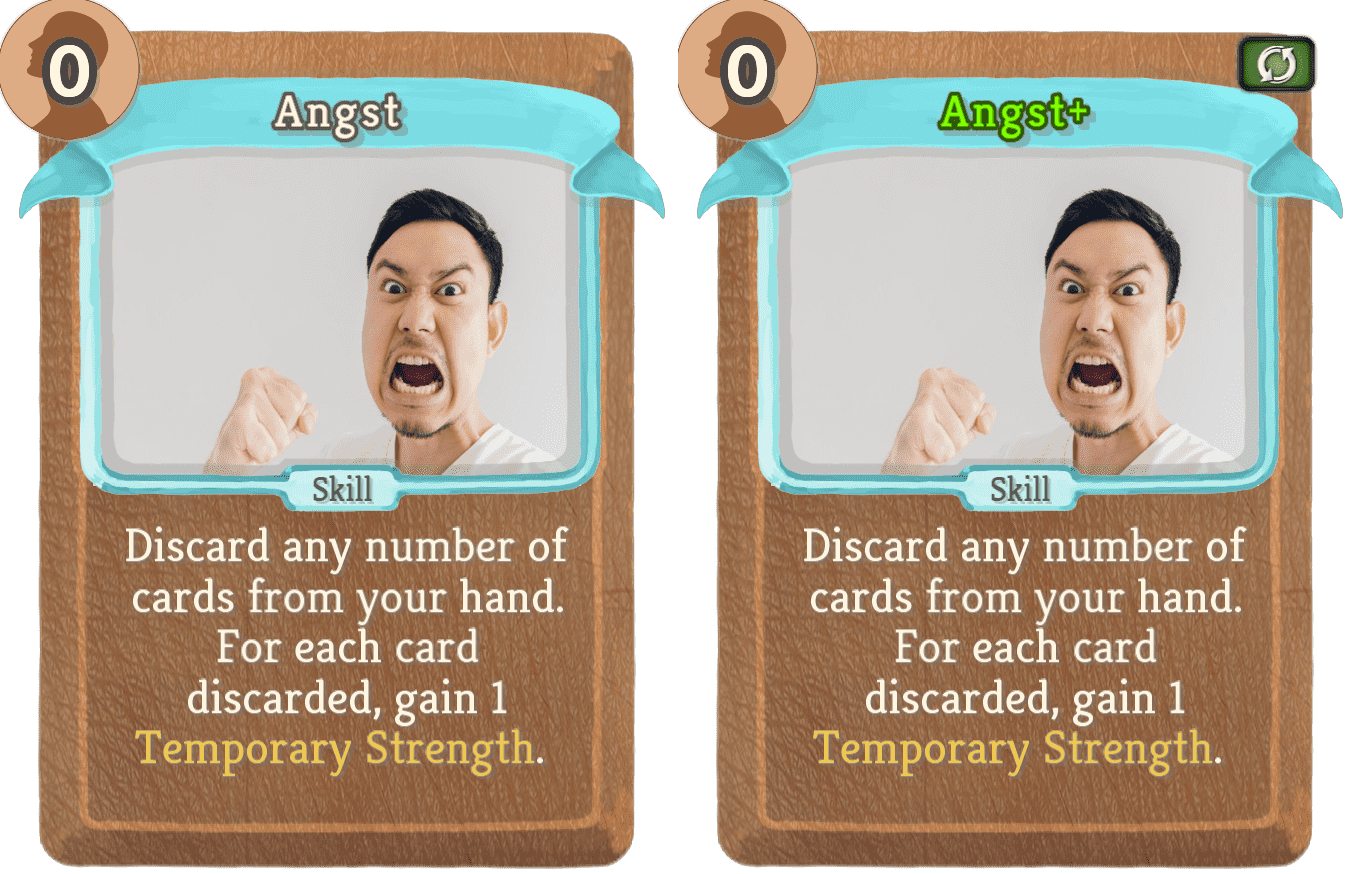 0
Angst
Skill
Discard any number of
cards from your hand.
For each card
discarded, gain 1
Temporary Strength.
0
Angst+
Skill
Discard any number of
cards from your hand.
For each card
discarded, gain 1
Temporary Strength.